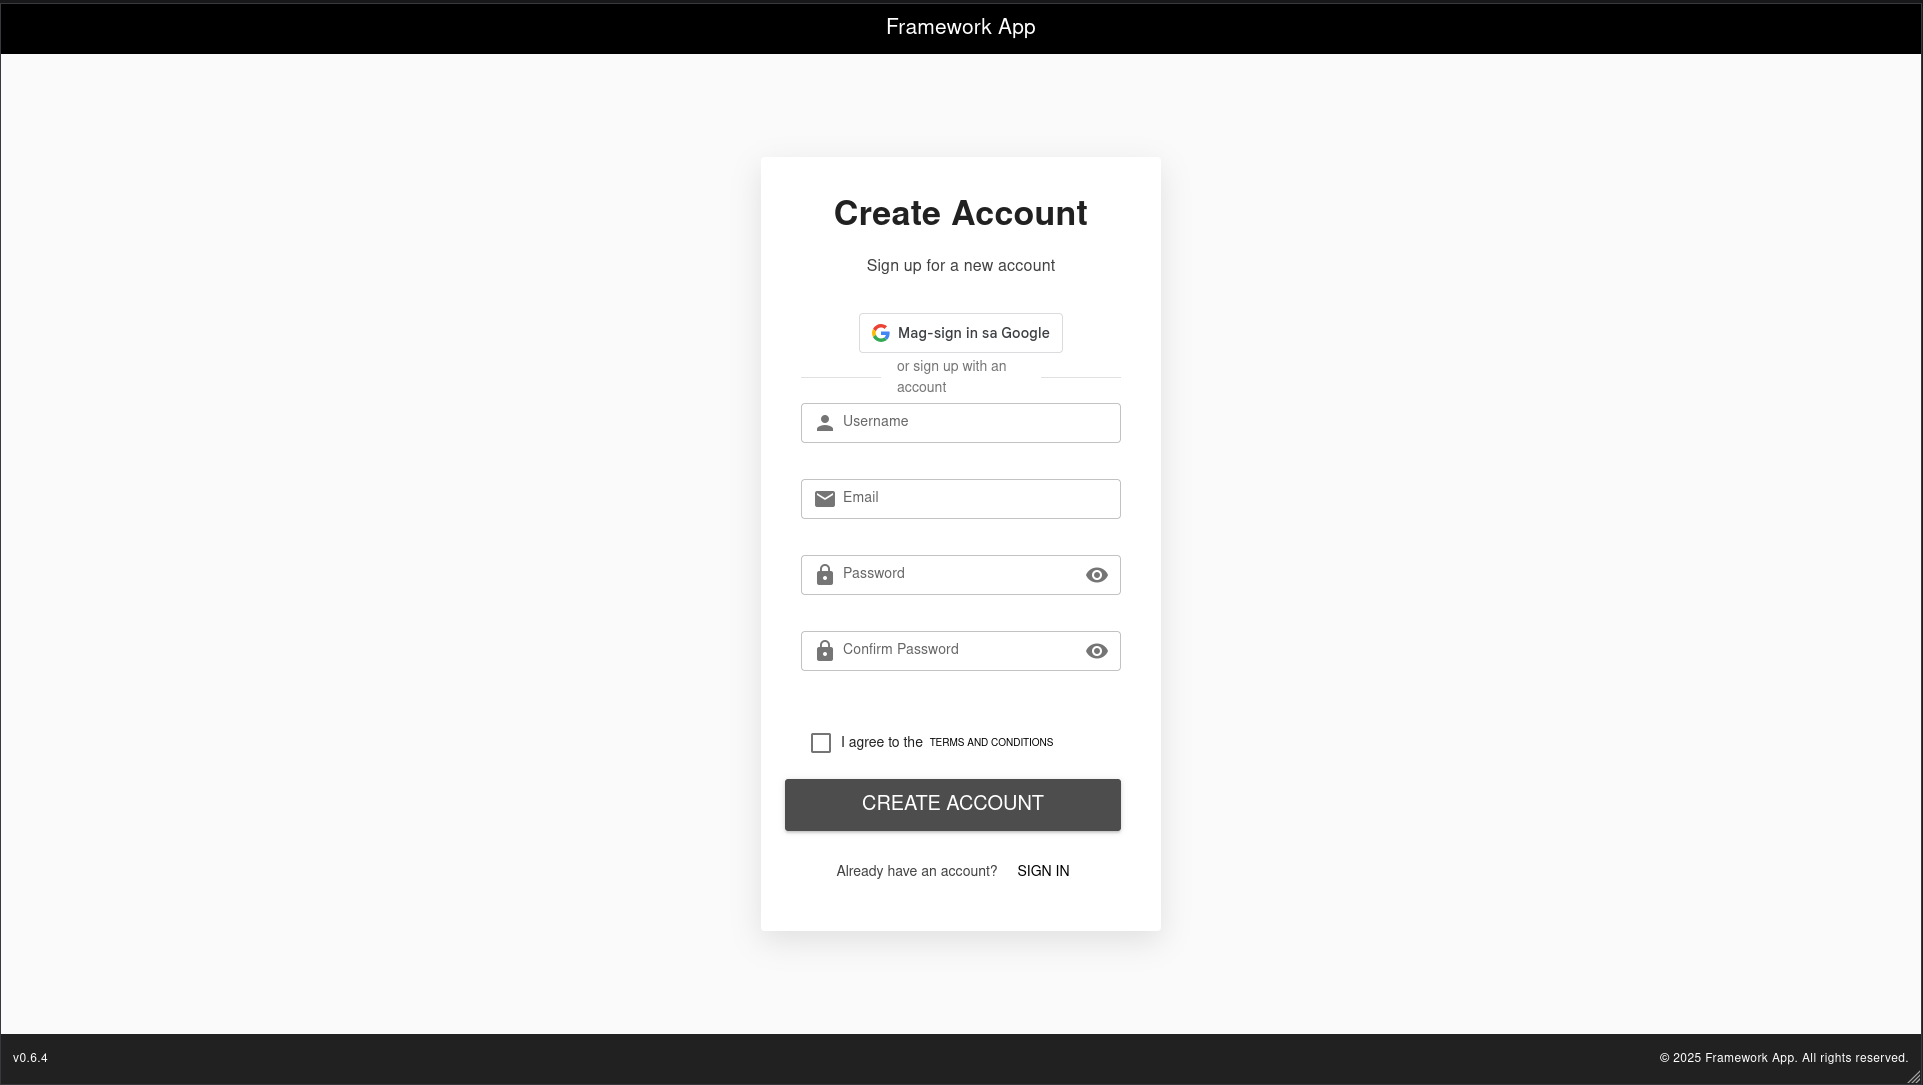 Framework App
Create Account
Sign up for a new account
Mag-sign in sa Google
or sign up with an
account
Username
Email
Password
Confirm Password
I agree to the TERMS AND CONDITIONS
CREATE ACCOUNT
Already have an account? SIGN IN
v0.6.4
© 2025 Framework App. All rights reserved.